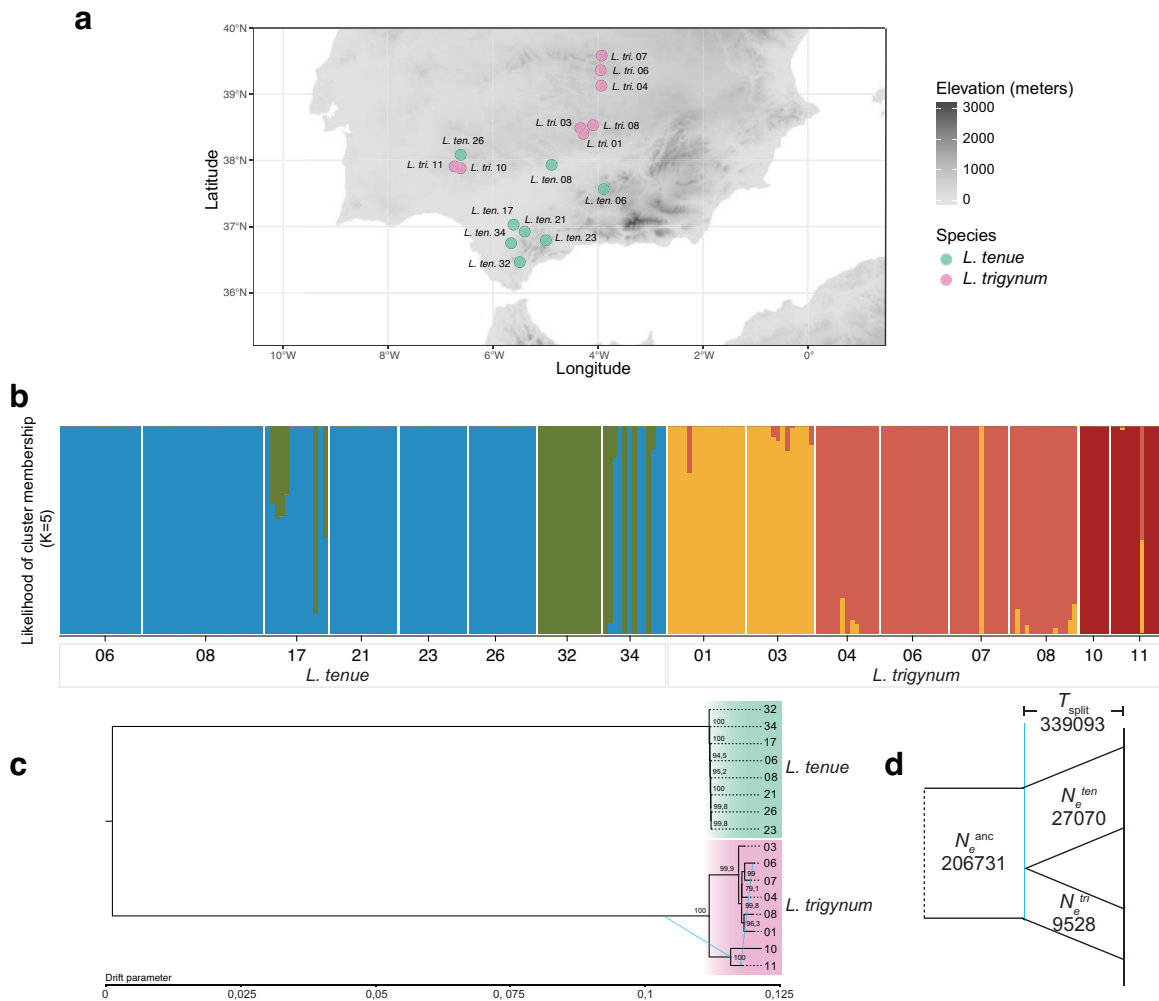 a
40°N
39°N
38°N
37°N
36°N
Latitude
10°W
8°W
6°W
4°W
2°W
0°
Longitude
L. tri. 07
L. tri. 06
L. tri. 04
L. tri. 03
L. tri. 08
L. tri. 01
L. ten. 26
L. tri. 11
L. tri. 10
L. ten. 08
L. ten. 06
L. ten. 17
L. ten. 21
L. ten. 34
L. ten. 23
L. ten. 32
Elevation (meters)
3000
2000
1000
0
Species
L. tenue
L. trigynum
b
Likelihood of cluster membership
(K=5)
06 08 17 21 23 26 32 34 01 03 04 06 07 08 10 11
L. tenue
L. trigynum
c
100
100
94,5
95,2
100
99,8
99,8
32
34
17
06
08
21
26
23
L. tenue
100
99,9
99
79,1
99,8
96,3
100
03
06
07
04
08
01
10
11
L. trigynum
Drift parameter
0 0,025 0,05 0, 075 0,1 0,125
d
T split
339093
N e anc
206731
N e ten
27070
N e tri
9528